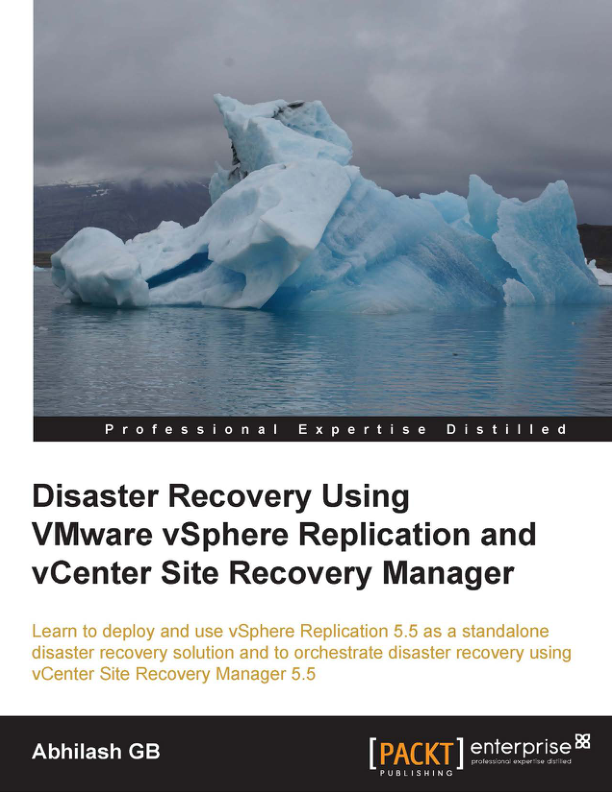 Professional Expertise Distilled
Disaster Recovery Using
VMware vSphere Replication and
vCenter Site Recovery Manager
Learn to deploy and use vSphere Replication 5.5 as a standalone
disaster recovery solution and to orchestrate disaster recovery using
vCenter Site Recovery Manager 5.5
Abhilash GB
[PACKT] enterprise
PUBLISHING professional expertise distilled